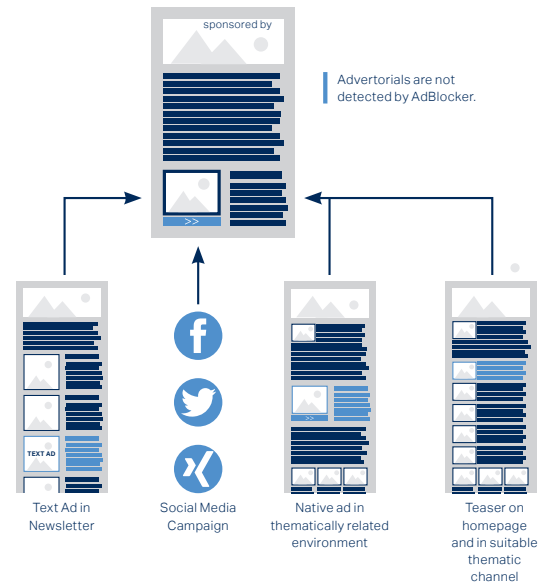 sponsored by
Advertorials are not
detected by AdBlocker.
>>
>>
TEXT AD
Text Ad in
Newsletter
Social Media
Campaign
Native ad in
thematically related
environment
Teaser on
homepage
and in suitable
thematic
channel